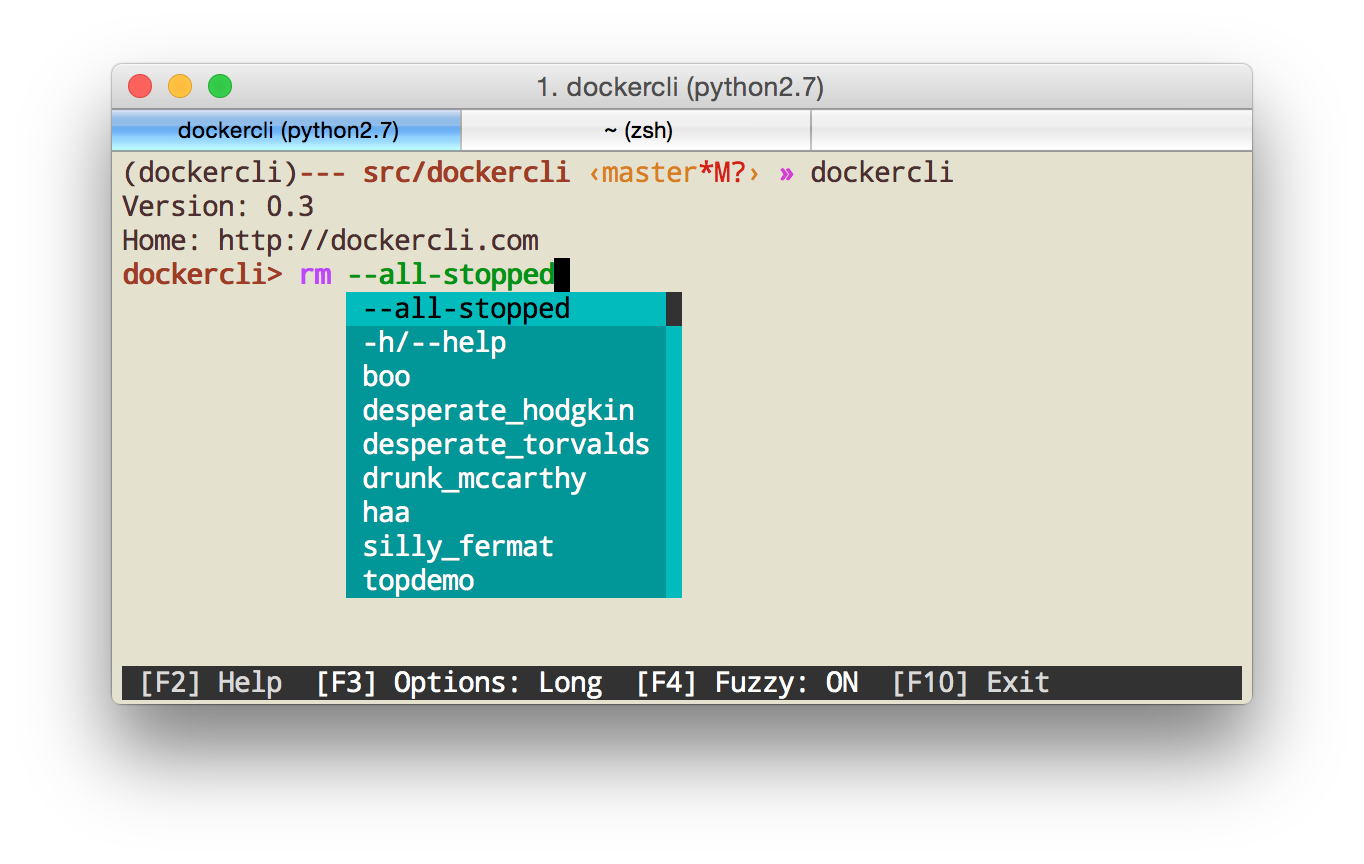 1. dockercli (python2.7)
dockercli (python2.7) ~ (zsh)
(dockercli)--- src/dockercli ‹master*M?› » dockercli
Version: 0.3
Home: http://dockercli.com
dockercli> rm --all-stopped
--all-stopped
-h/--help
boo
desperate_hodgkin
desperate_torvalds
drunk_mccarthy
haa
silly_fermat
topdemo
[F2] Help [F3] Options: Long [F4] Fuzzy: ON [F10] Exit